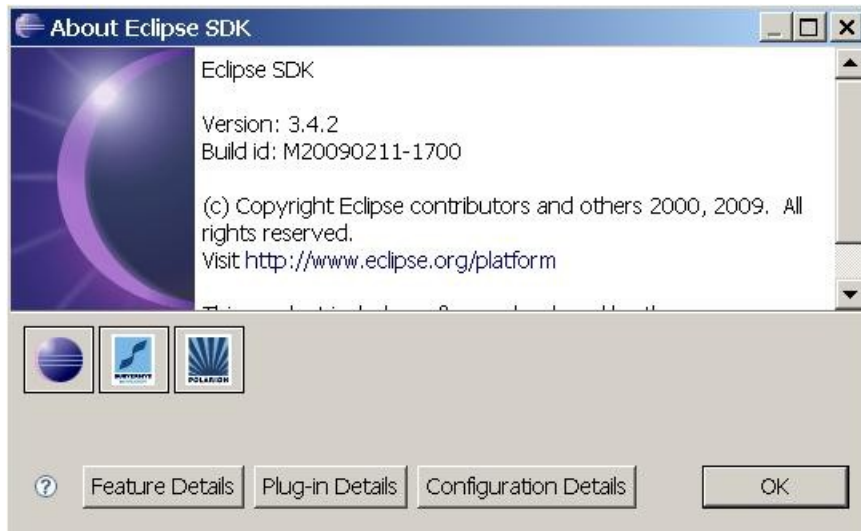 About Eclipse SDK
Eclipse SDK
Version: 3.4.2
Build id: M20090211-1700
(c) Copyright Eclipse contributors and others 2000, 2009. All
rights reserved.
Visit http://www.eclipse.org/platform
POLARION
Feature Details
Plug-in Details
Configuration Details
OK